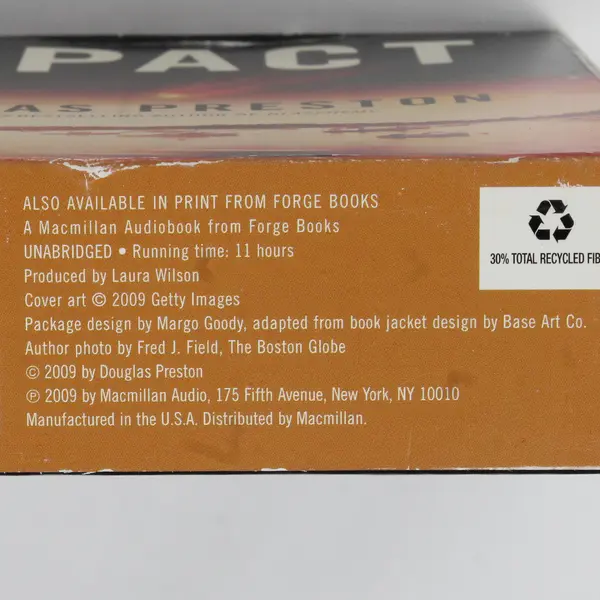 PACT
AS PRESTON
ALSO AVAILABLE IN PRINT FROM FORGE BOOKS
A Macmillan Audiobook from Forge Books
UNABRIDGED • Running time: 11 hours
Produced by Laura Wilson
Cover art © 2009 Getty Images
Package design by Margo Goody, adapted from book jacket design by Base Art Co.
Author photo by Fred J. Field, The Boston Globe
© 2009 by Douglas Preston
℗ 2009 by Macmillan Audio, 175 Fifth Avenue, New York, NY 10010
Manufactured in the U.S.A. Distributed by Macmillan.
30% TOTAL RECYCLED FIB